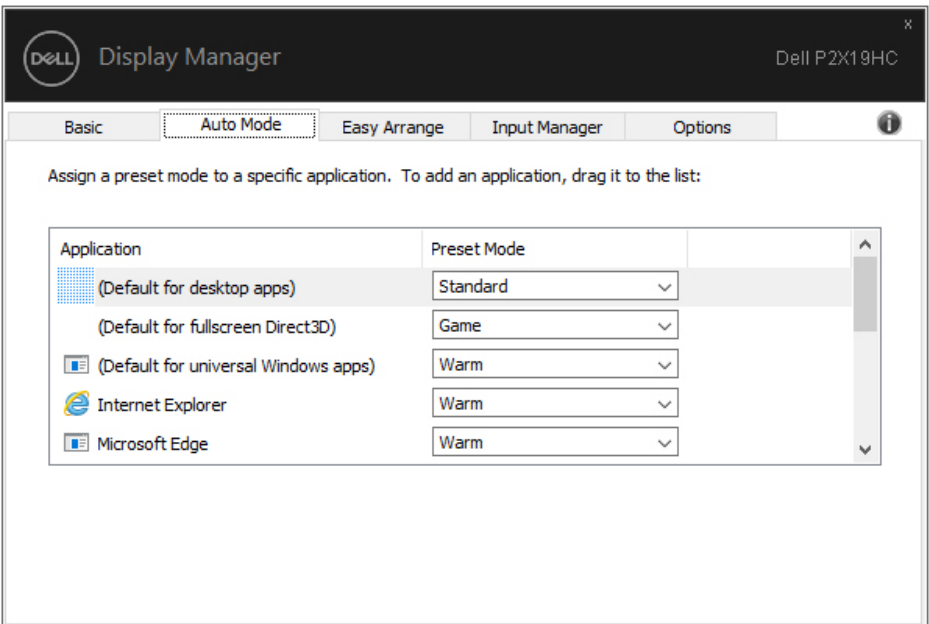 x
DELL Display Manager Dell P2X19HC
Basic Auto Mode Easy Arrange Input Manager Options
Assign a preset mode to a specific application. To add an application, drag it to the list:
Application Preset Mode
(Default for desktop apps) Standard
(Default for fullscreen Direct3D) Game
(Default for universal Windows apps) Warm
Internet Explorer Warm
Microsoft Edge Warm